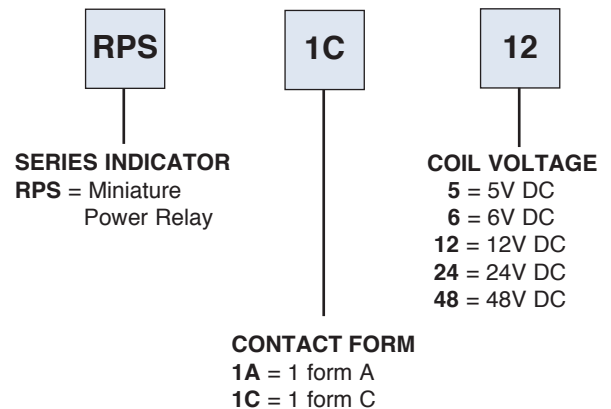 RPS 1C 12
SERIES INDICATOR
RPS = Miniature
Power Relay
COIL VOLTAGE
5 = 5V DC
6 = 6V DC
12 = 12V DC
24 = 24V DC
48 = 48V DC
CONTACT FORM
1A = 1 form A
1C = 1 form C